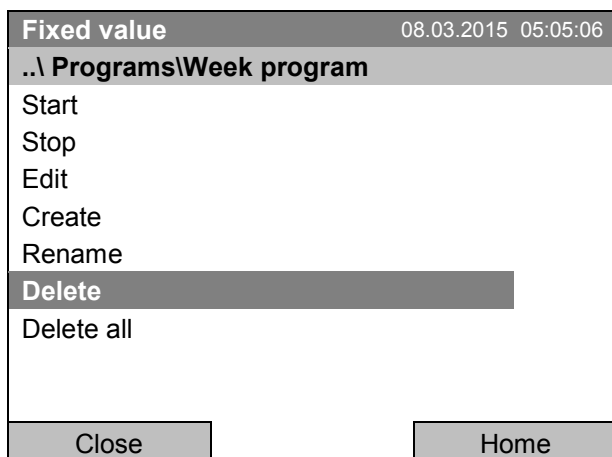 Fixed value 08.03.2015 05:05:06
..\ Programs\Week program
Start
Stop
Edit
Create
Rename
Delete
Delete all
Close Home